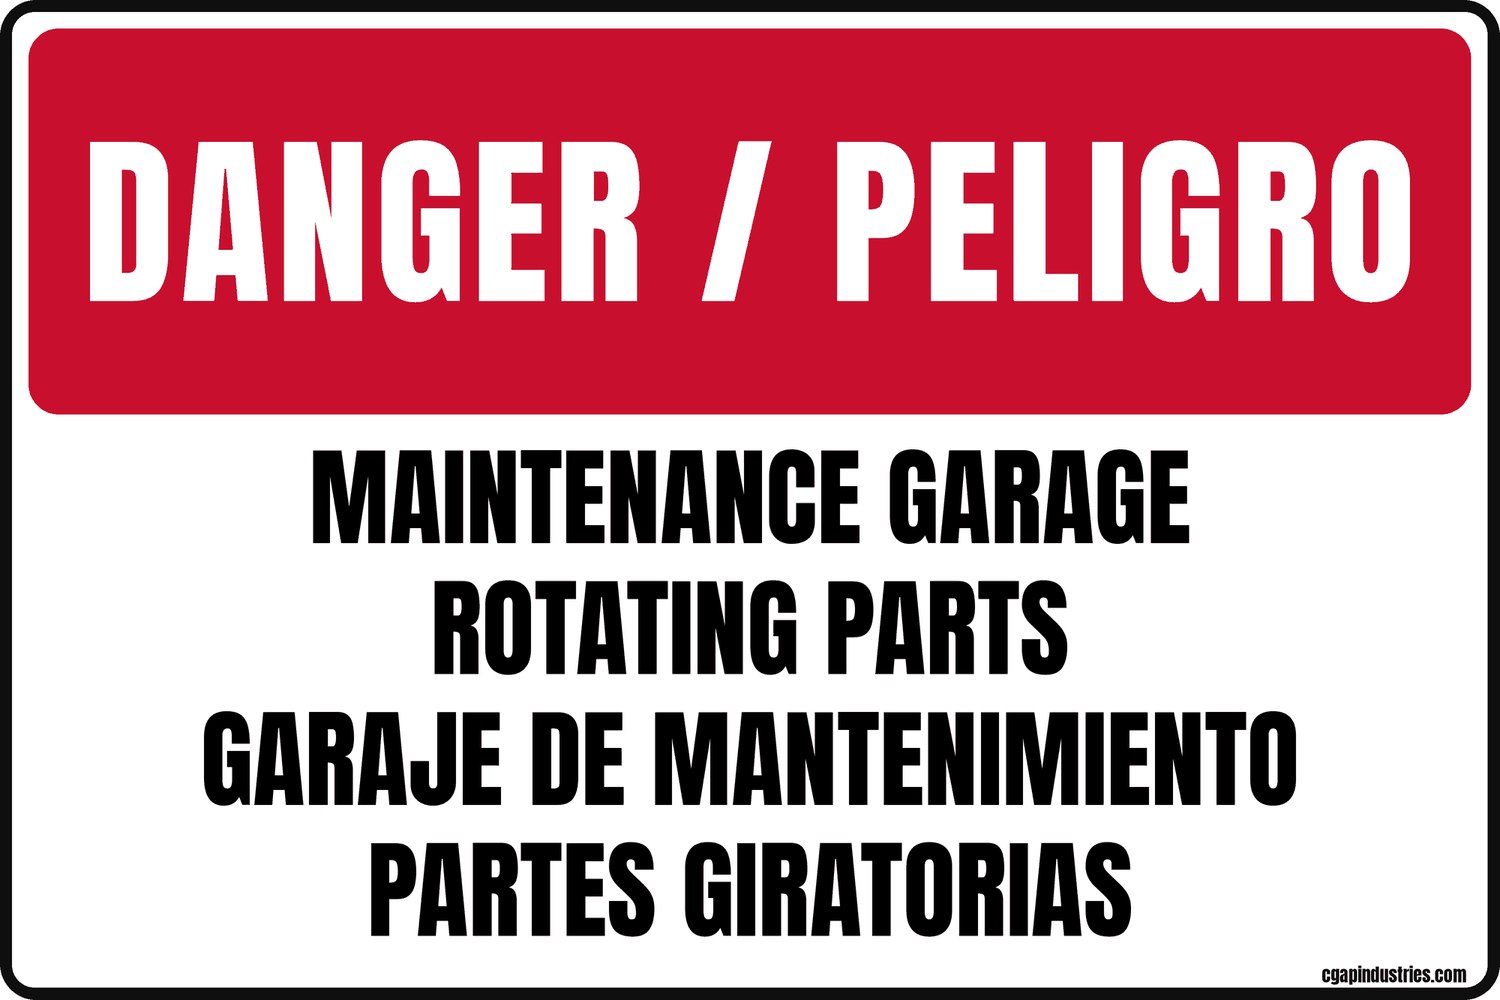 DANGER / PELIGRO
MAINTENANCE GARAGE
ROTATING PARTS
GARAJE DE MANTENIMIENTO
PARTES GIRATORIAS
cgapindustries.com